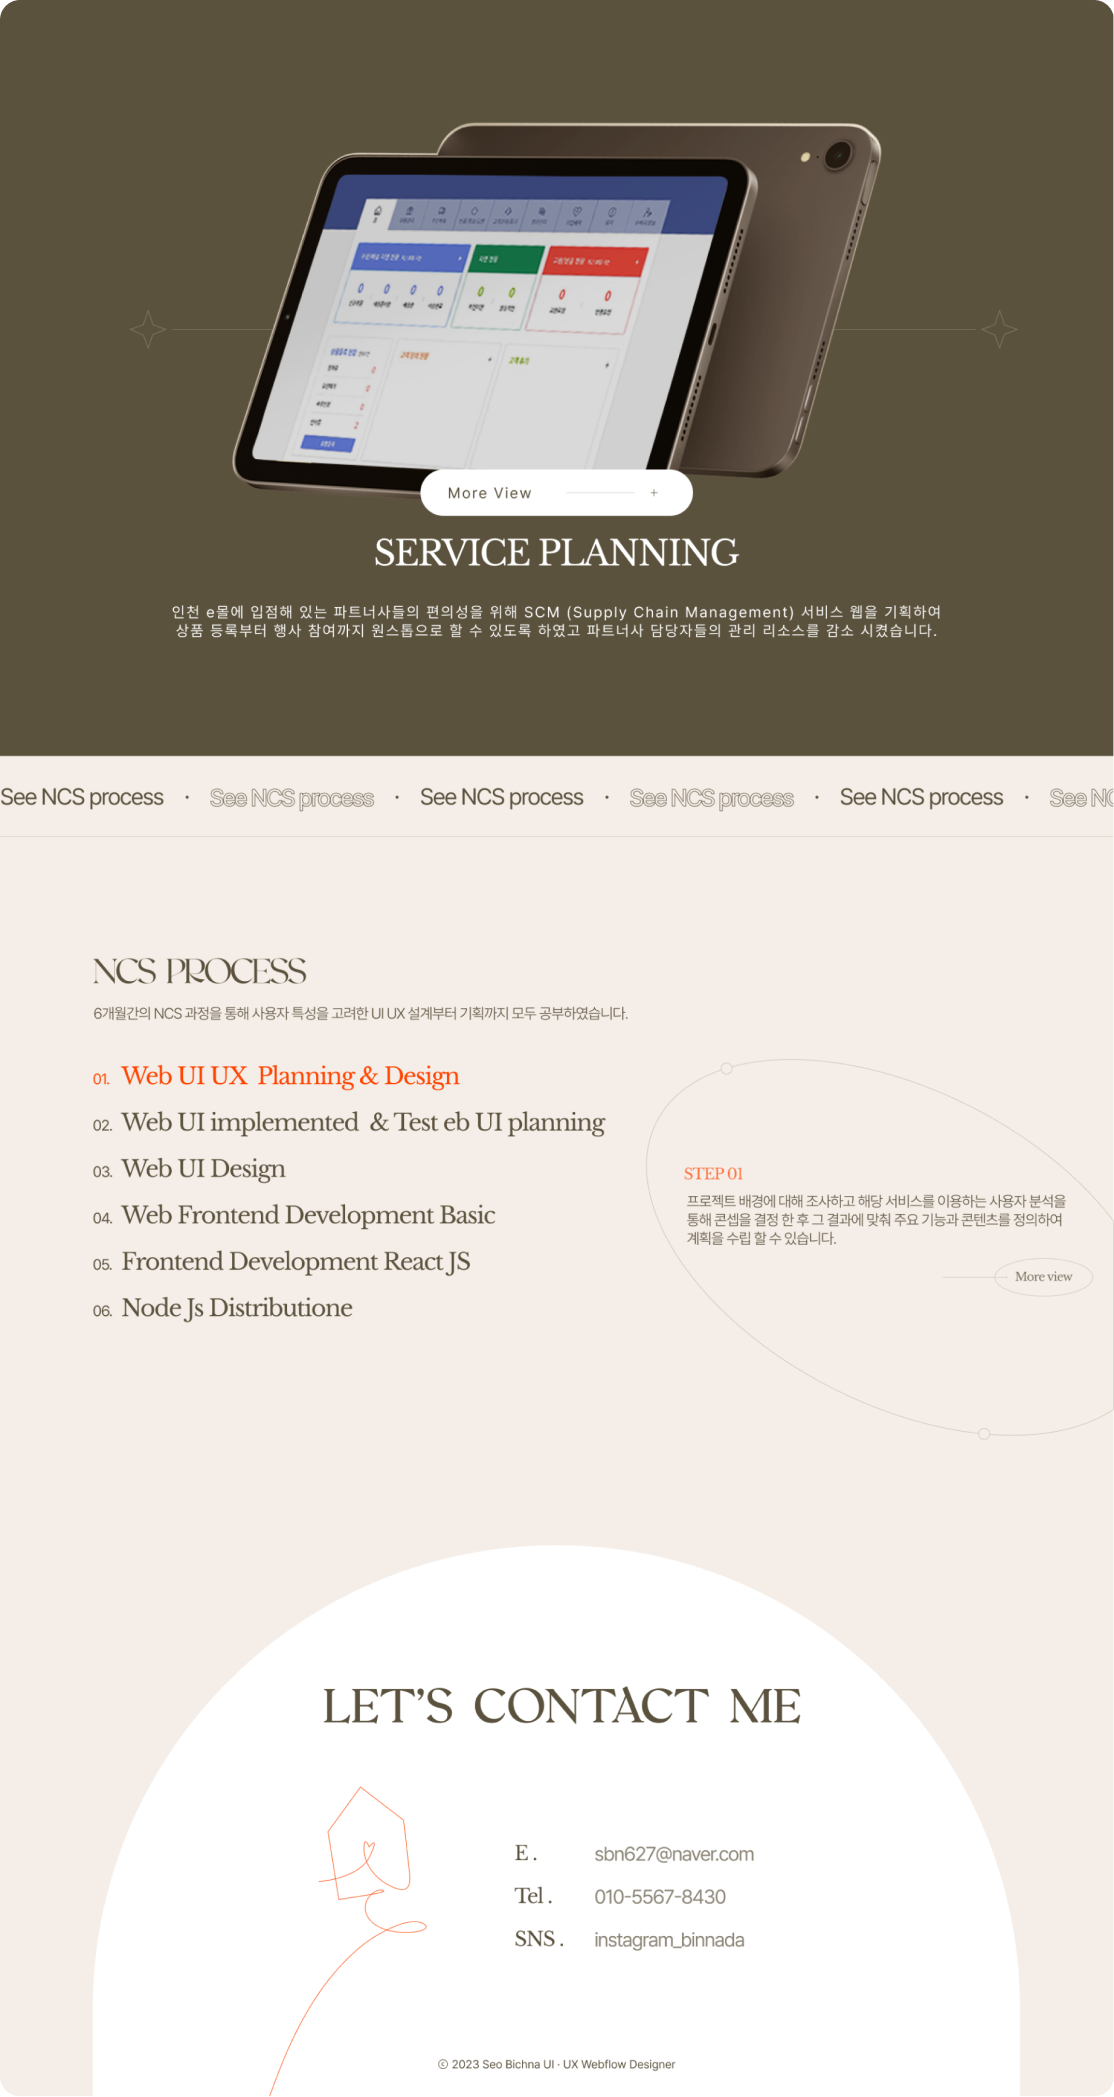 More View +
SERVICE PLANNING
인천 e몰에 입점해 있는 파트너사들의 편의성을 위해 SCM (Supply Chain Management) 서비스 웹을 기획하여
상품 등록부터 행사 참여까지 원스톱으로 할 수 있도록 하였고 파트너사 담당자들의 관리 리소스를 감소 시켰습니다.
See NCS process · See NCS process · See NCS process · See NCS process · See NCS process · See NC
NCS PROCESS
6개월간의 NCS 과정을 통해 사용자 특성을 고려한 UI UX 설계부터 기획까지 모두 공부하였습니다.
01. Web UI UX Planning & Design
02. Web UI implemented & Test eb UI planning
03. Web UI Design
04. Web Frontend Development Basic
05. Frontend Development React JS
06. Node Js Distributione
STEP 01
프로젝트 배경에 대해 조사하고 해당 서비스를 이용하는 사용자 분석을
통해 콘셉을 결정 한 후 그 결과에 맞춰 주요 기능과 콘텐츠를 정의하여
계획을 수립 할 수 있습니다.
More view
LET'S CONTACT ME
E . sbn627@naver.com
Tel . 010-5567-8430
SNS . instagram_binnada
© 2023 Seo Bichna UI · UX Webflow Designer